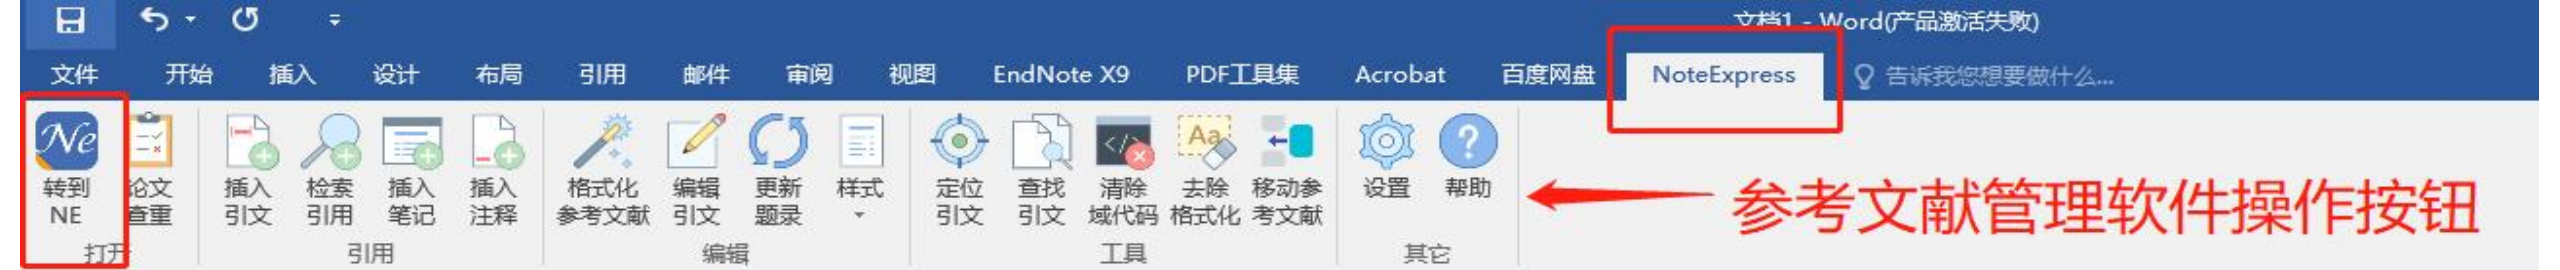 文档1 - Word(产品激活失败)
文件 开始 插入 设计 布局 引用 邮件 审阅 视图 EndNote X9 PDF工具集 Acrobat 百度网盘 NoteExpress 告诉我您想要做什么...
Ne
转到 NE
论文 查重
插入 引文
检索 引用
插入 笔记
插入 注释
格式化 参考文献
编辑 引文
更新 题录
样式
定位 引文
查找 引文
清除 域代码
Aa
去除 格式化
移动参 考文献
设置
?
帮助
参考文献管理软件操作按钮
打开 引用 编辑 工具 其它